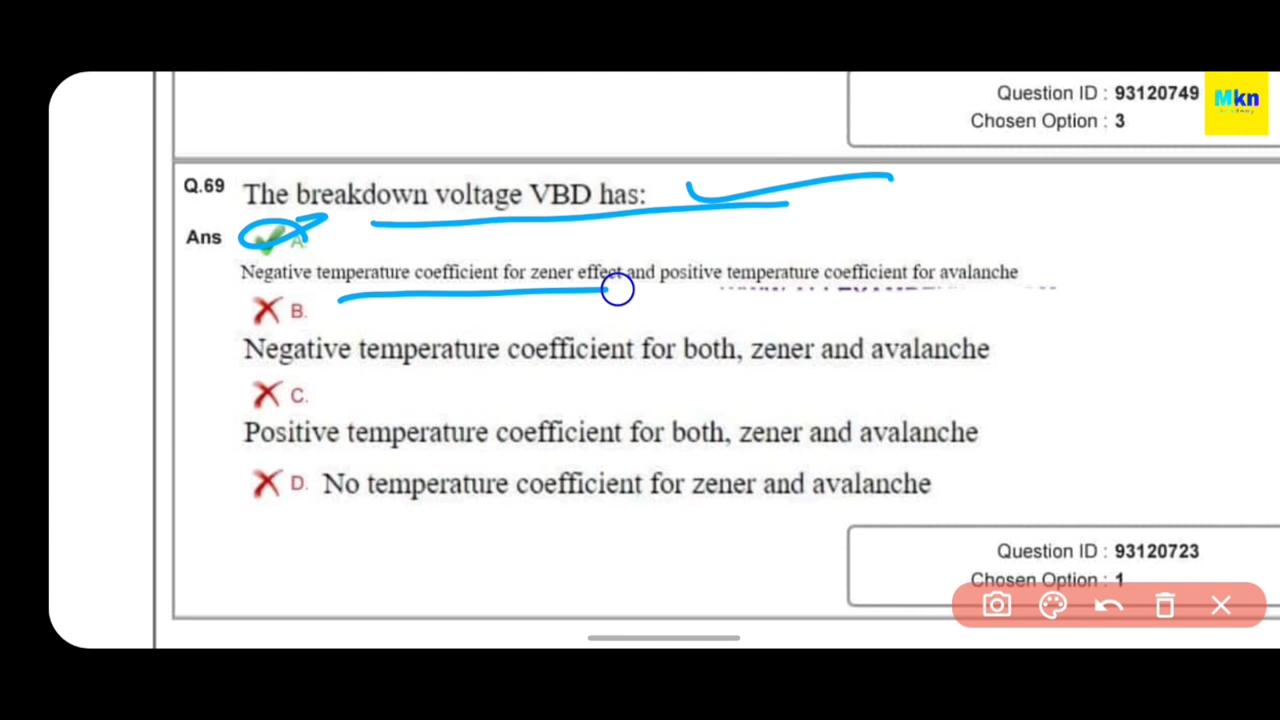 Question ID : 93120749
Chosen Option : 3
Mkn
Q.69 The breakdown voltage VBD has:
Ans A.
Negative temperature coefficient for zener effect and positive temperature coefficient for avalanche
B.
Negative temperature coefficient for both, zener and avalanche
C.
Positive temperature coefficient for both, zener and avalanche
D. No temperature coefficient for zener and avalanche
Question ID : 93120723
Chosen Option : 1